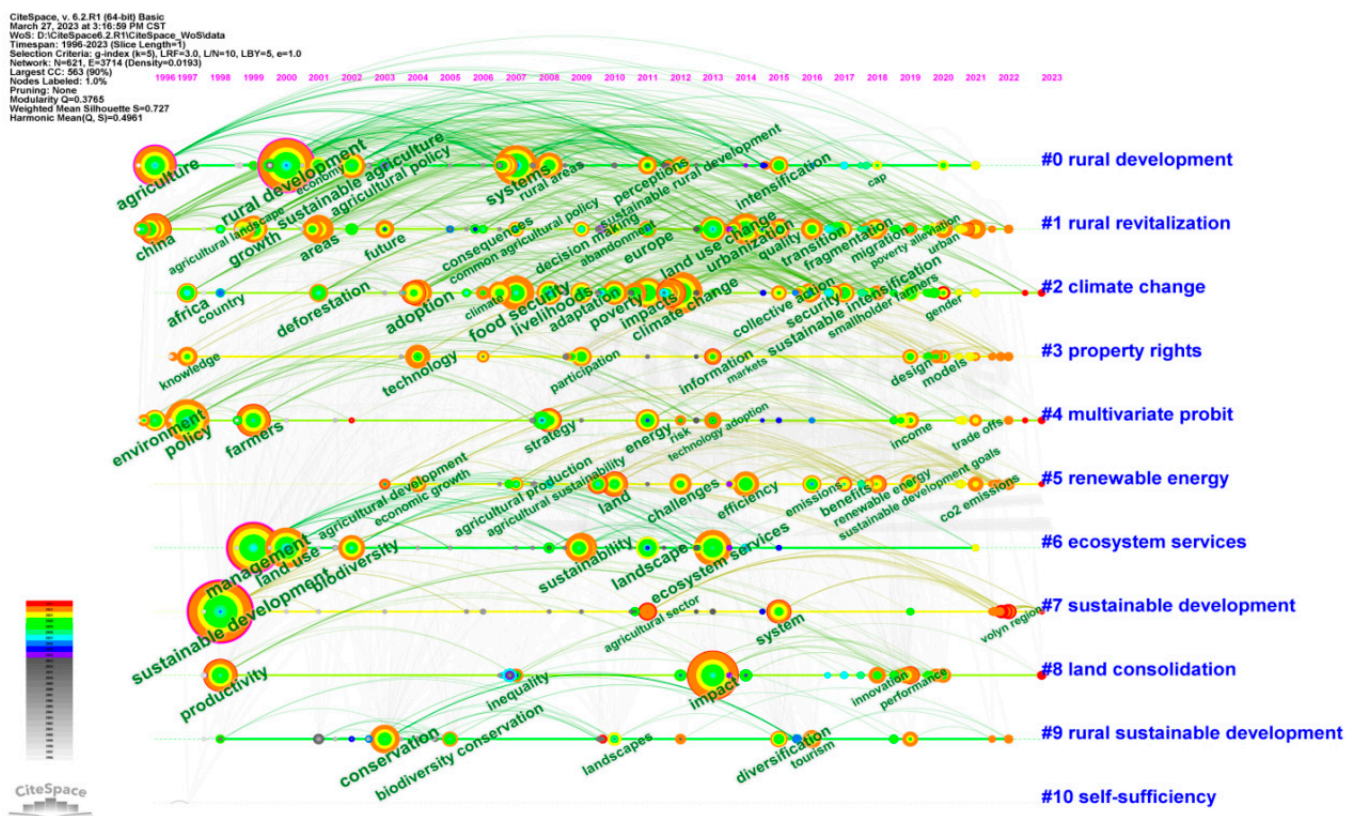 CiteSpace, v. 6.2.R1 (64-bit) Basic
March 27, 2023 at 3:16:59 PM CST
WoS: D:\CiteSpace6.2.R1\CiteSpace_WoS\data
Timespan: 1996-2023 (Slice Length=1)
Selection Criteria: g-index (k=5), LRF=3.0, L/N=10, LBY=5, e=1.0
Network: N=621, E=3714 (Density=0.0193)
Largest CC: 563 (90%)
Nodes Labeled: 1.0%
Pruning: None
Modularity Q=0.3765
Weighted Mean Silhouette S=0.727
Harmonic Mean(Q, S)=0.4961
1996 1997 1998 1999 2000 2001 2002 2003 2004 2005 2006 2007 2008 2009 2010 2011 2012 2013 2014 2015 2016 2017 2018 2019 2020 2021 2022 2023
#0 rural development
agriculture
rural development
economy
sustainable agriculture
agricultural policy
systems
rural areas
perceptions
sustainable rural development
intensification
cap
#1 rural revitalization
china
agricultural landscape
growth
areas
future
consequences
common agricultural policy
decision making
abandonment
europe
land use change
urbanization
quality
transition
fragmentation
migration
poverty alleviation
urban
#2 climate change
africa
country
deforestation
adoption
climate
food security
livelihoods
adaptation
poverty
impacts
climate change
collective action
security
sustainable intensification
smallholder farmers
gender
#3 property rights
knowledge
technology
participation
information
markets
design
models
#4 multivariate probit
environment
policy
farmers
strategy
energy
risk
technology adoption
income
trade offs
#5 renewable energy
agricultural development
economic growth
agricultural production
agricultural sustainability
land
challenges
efficiency
emissions
benefits
renewable energy
sustainable development goals
co2 emissions
#6 ecosystem services
management
land use
biodiversity
sustainability
landscape
ecosystem services
#7 sustainable development
sustainable development
agricultural sector
system
volyn region
#8 land consolidation
productivity
inequality
impact
innovation
performance
#9 rural sustainable development
conservation
biodiversity conservation
landscapes
diversification
tourism
#10 self-sufficiency
CiteSpace